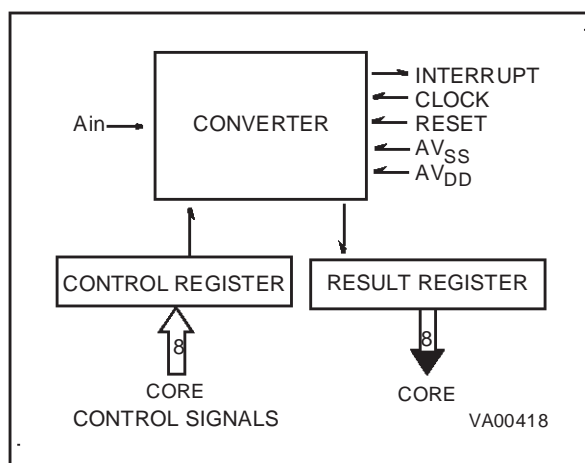 INTERRUPT
CLOCK
Ain
CONVERTER
RESET
AVSS
AVDD
CONTROL REGISTER
RESULT REGISTER
8
8
CORE
CONTROL SIGNALS
CORE
VA00418